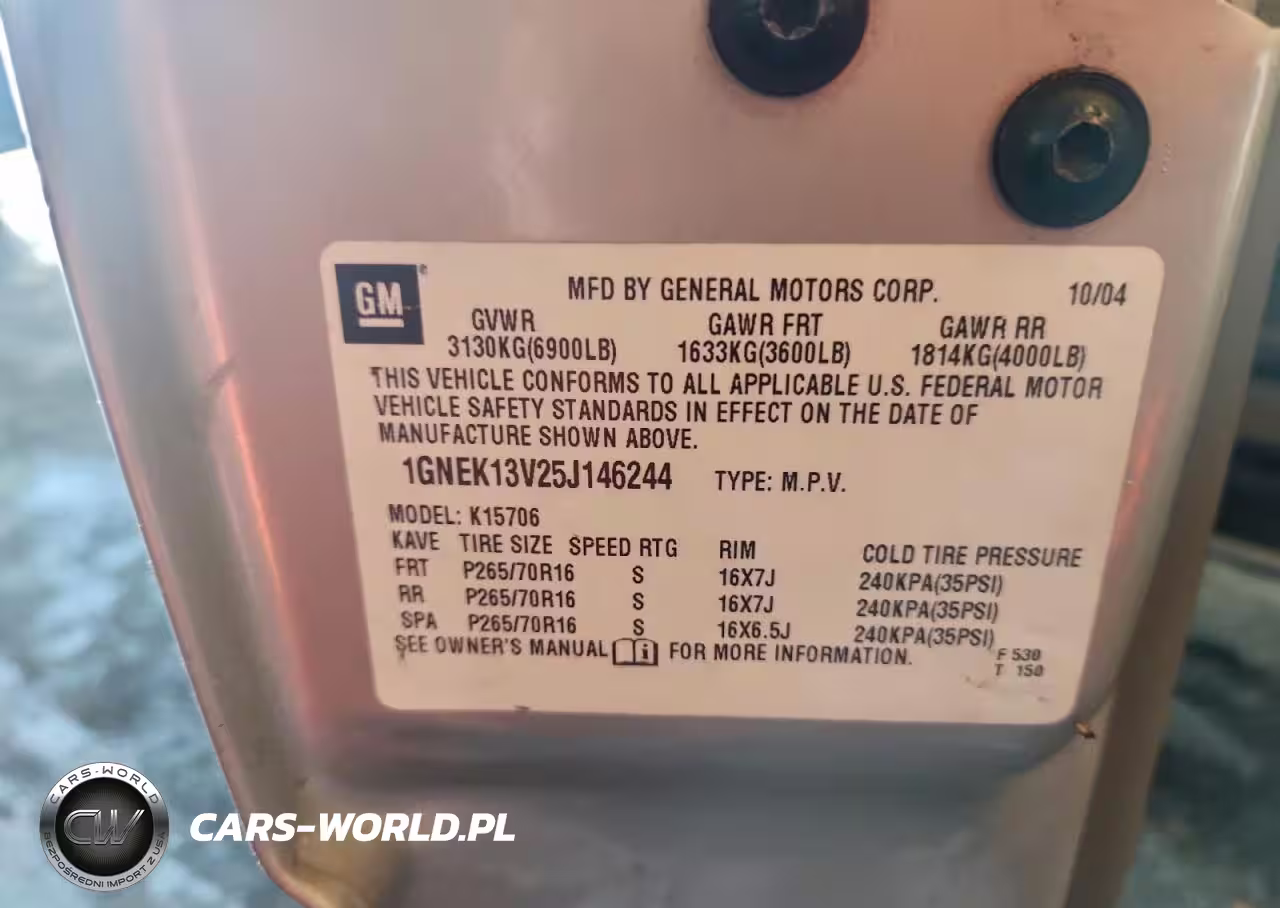 GM®
MFD BY GENERAL MOTORS CORP. 10/04
GVWR GAWR FRT GAWR RR
3130KG(6900LB) 1633KG(3600LB) 1814KG(4000LB)
THIS VEHICLE CONFORMS TO ALL APPLICABLE U.S. FEDERAL MOTOR
VEHICLE SAFETY STANDARDS IN EFFECT ON THE DATE OF
MANUFACTURE SHOWN ABOVE.
1GNEK13V25J146244 TYPE: M.P.V.
MODEL: K15706
KAVE TIRE SIZE SPEED RTG RIM COLD TIRE PRESSURE
FRT P265/70R16 S 16X7J 240KPA(35PSI)
RR P265/70R16 S 16X7J 240KPA(35PSI)
SPA P265/70R16 S 16X6.5J 240KPA(35PSI)
SEE OWNER'S MANUAL i FOR MORE INFORMATION.
F 530
T 150
CARS-WORLD
CW
BEZPOŚREDNI IMPORT Z USA
CARS-WORLD.PL